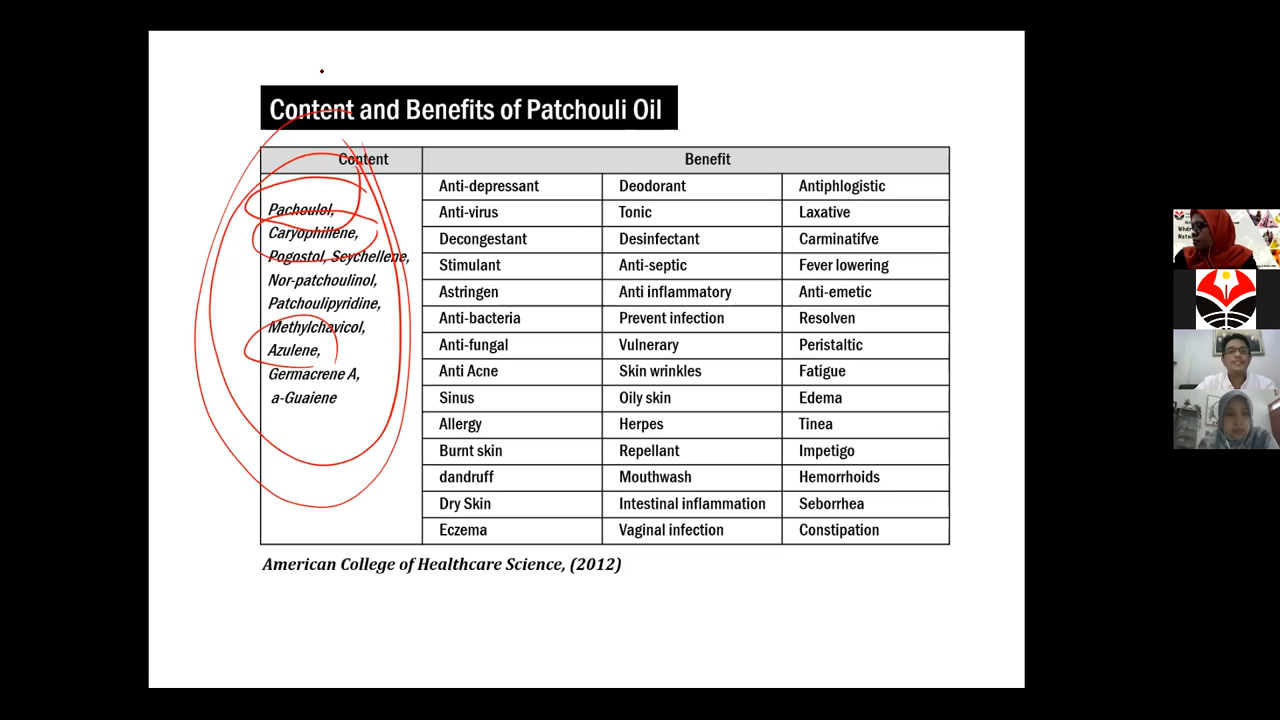 Content and Benefits of Patchouli Oil
Content Benefit
Pachoulol,
Caryophillene,
Pogostol, Seychellene,
Nor-patchoulinol,
Patchoulipyridine,
Methylchavicol,
Azulene,
Germacrene A,
a-Guaiene
Anti-depressant Deodorant Antiphlogistic
Anti-virus Tonic Laxative
Decongestant Desinfectant Carminatifve
Stimulant Anti-septic Fever lowering
Astringen Anti inflammatory Anti-emetic
Anti-bacteria Prevent infection Resolven
Anti-fungal Vulnerary Peristaltic
Anti Acne Skin wrinkles Fatigue
Sinus Oily skin Edema
Allergy Herpes Tinea
Burnt skin Repellant Impetigo
dandruff Mouthwash Hemorrhoids
Dry Skin Intestinal inflammation Seborrhea
Eczema Vaginal infection Constipation
American College of Healthcare Science, (2012)